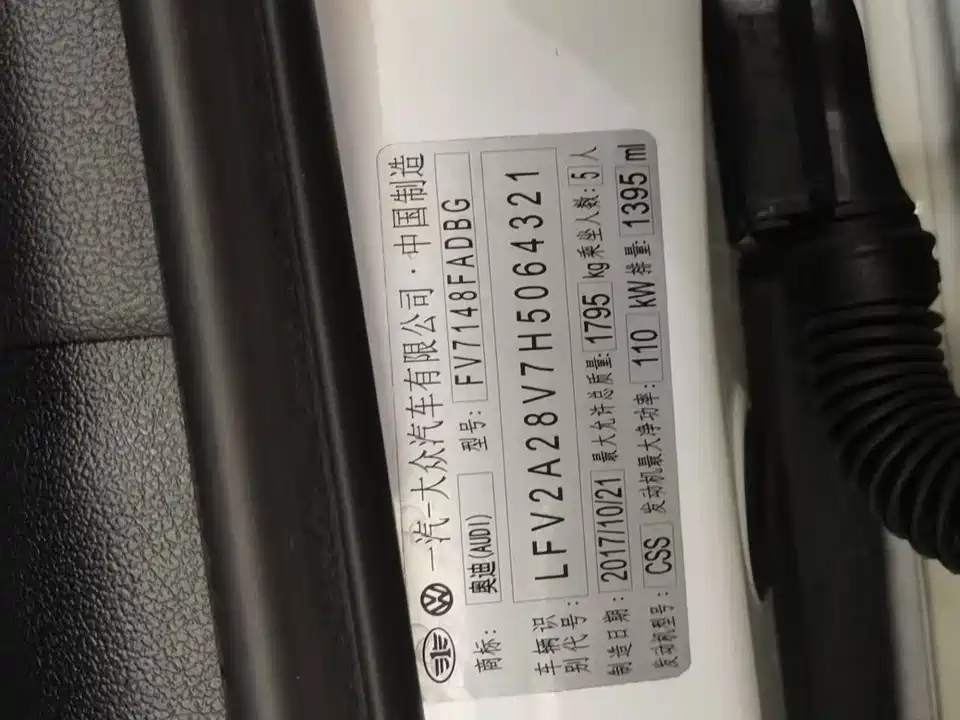 一汽-大众汽车有限公司·中国制造
商标: 奥迪(AUDI) 型号: FV7148FADBG
车辆识别代号: LFV2A28V7H5064321
制造日期: 2017/10/21 最大允许总质量: 1795 kg 乘坐人数: 5 人
发动机型号: CSS 发动机最大净功率: 110 kW 排量: 1395 ml